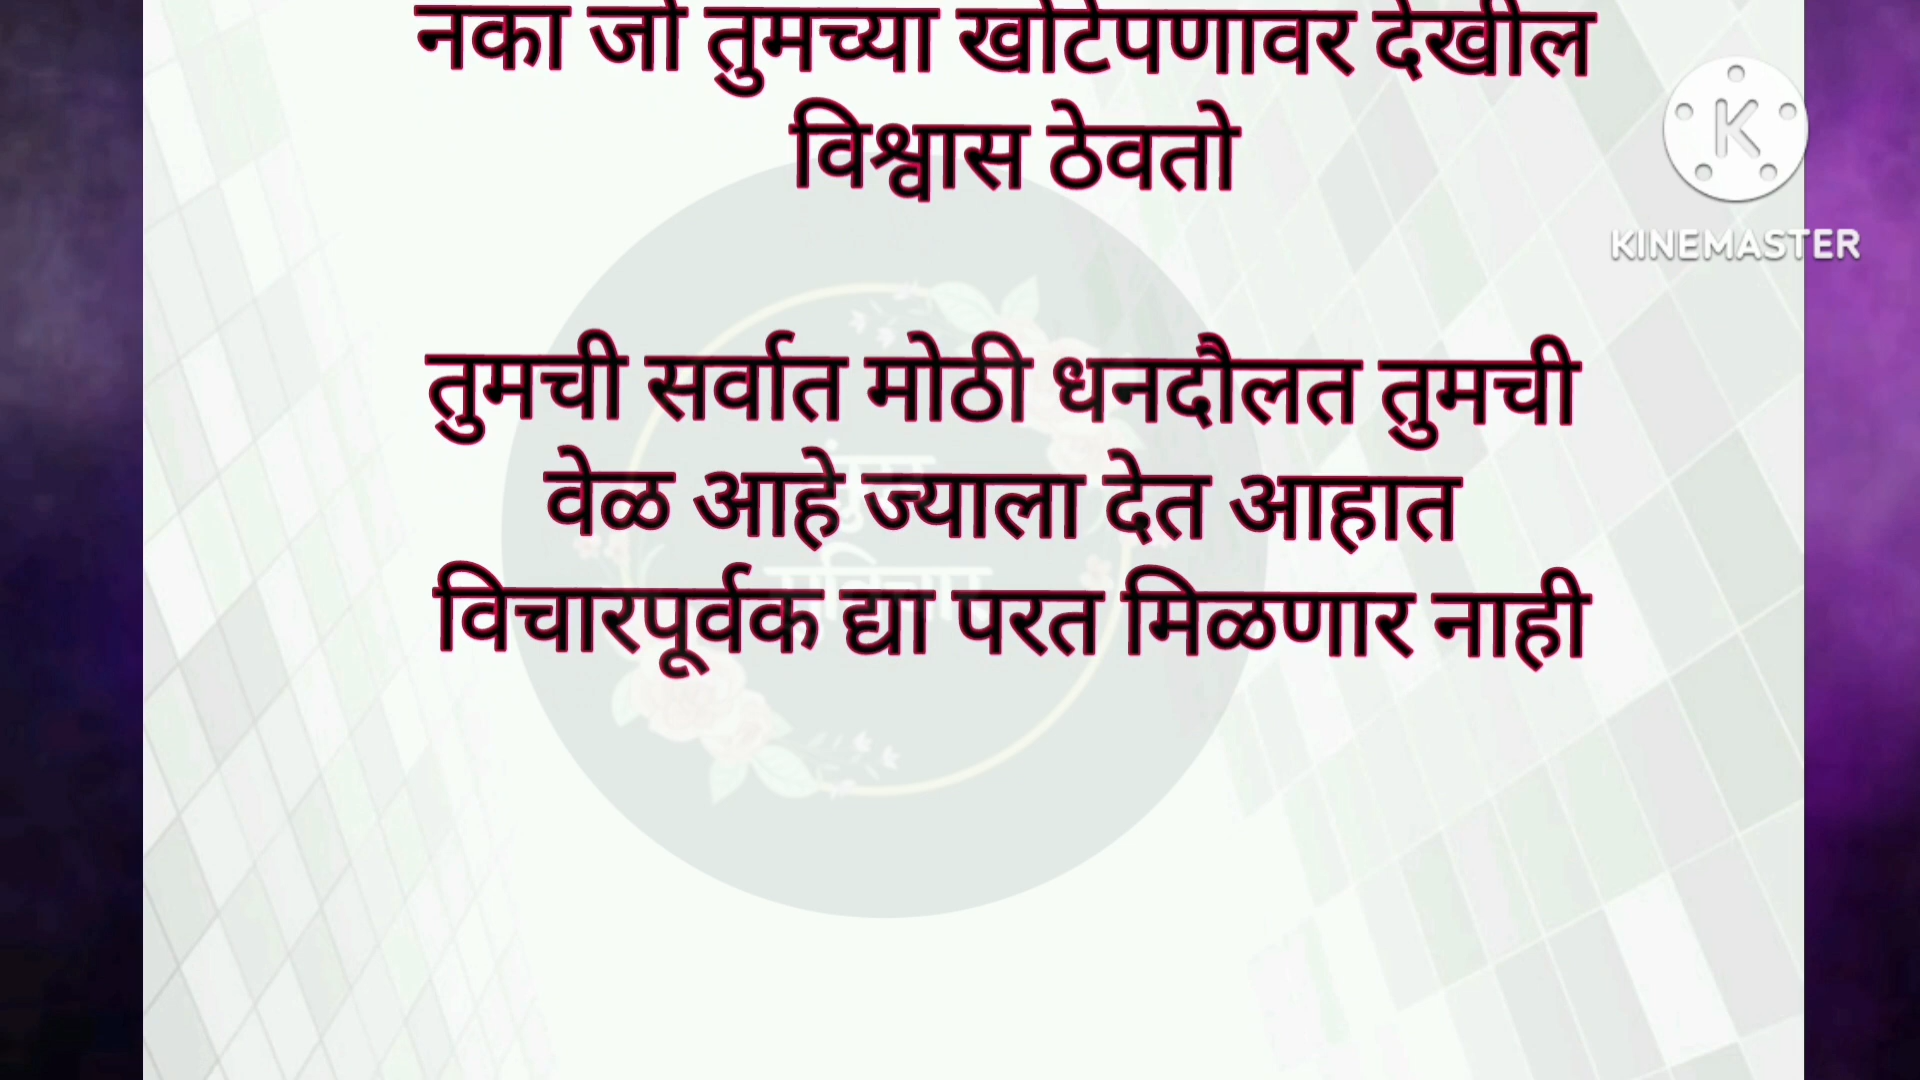 नका जो तुमच्या खोटेपणावर देखील
विश्वास ठेवतो
KINEMASTER
तुमची सर्वात मोठी धनदौलत तुमची
वेळ आहे ज्याला देत आहात
विचारपूर्वक द्या परत मिळणार नाही